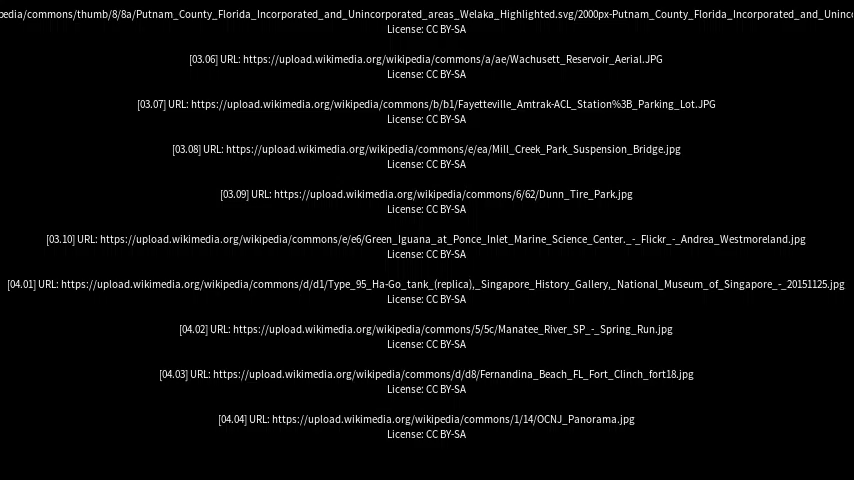 pedia/commons/thumb/8/8a/Putnam_County_Florida_Incorporated_and_Unincorporated_areas_Welaka_Highlighted.svg/2000px-Putnam_County_Florida_Incorporated_and_Uninc
License: CC BY-SA
[03.06] URL: https://upload.wikimedia.org/wikipedia/commons/a/ae/Wachusett_Reservoir_Aerial.JPG
License: CC BY-SA
[03.07] URL: https://upload.wikimedia.org/wikipedia/commons/b/b1/Fayetteville_Amtrak-ACL_Station%3B_Parking_Lot.JPG
License: CC BY-SA
[03.08] URL: https://upload.wikimedia.org/wikipedia/commons/e/ea/Mill_Creek_Park_Suspension_Bridge.jpg
License: CC BY-SA
[03.09] URL: https://upload.wikimedia.org/wikipedia/commons/6/62/Dunn_Tire_Park.jpg
License: CC BY-SA
[03.10] URL: https://upload.wikimedia.org/wikipedia/commons/e/e6/Green_Iguana_at_Ponce_Inlet_Marine_Science_Center._-_Flickr_-_Andrea_Westmoreland.jpg
License: CC BY-SA
[04.01] URL: https://upload.wikimedia.org/wikipedia/commons/d/d1/Type_95_Ha-Go_tank_(replica),_Singapore_History_Gallery,_National_Museum_of_Singapore_-_20151125.jpg
License: CC BY-SA
[04.02] URL: https://upload.wikimedia.org/wikipedia/commons/5/5c/Manatee_River_SP_-_Spring_Run.jpg
License: CC BY-SA
[04.03] URL: https://upload.wikimedia.org/wikipedia/commons/d/d8/Fernandina_Beach_FL_Fort_Clinch_fort18.jpg
License: CC BY-SA
[04.04] URL: https://upload.wikimedia.org/wikipedia/commons/1/14/OCNJ_Panorama.jpg
License: CC BY-SA